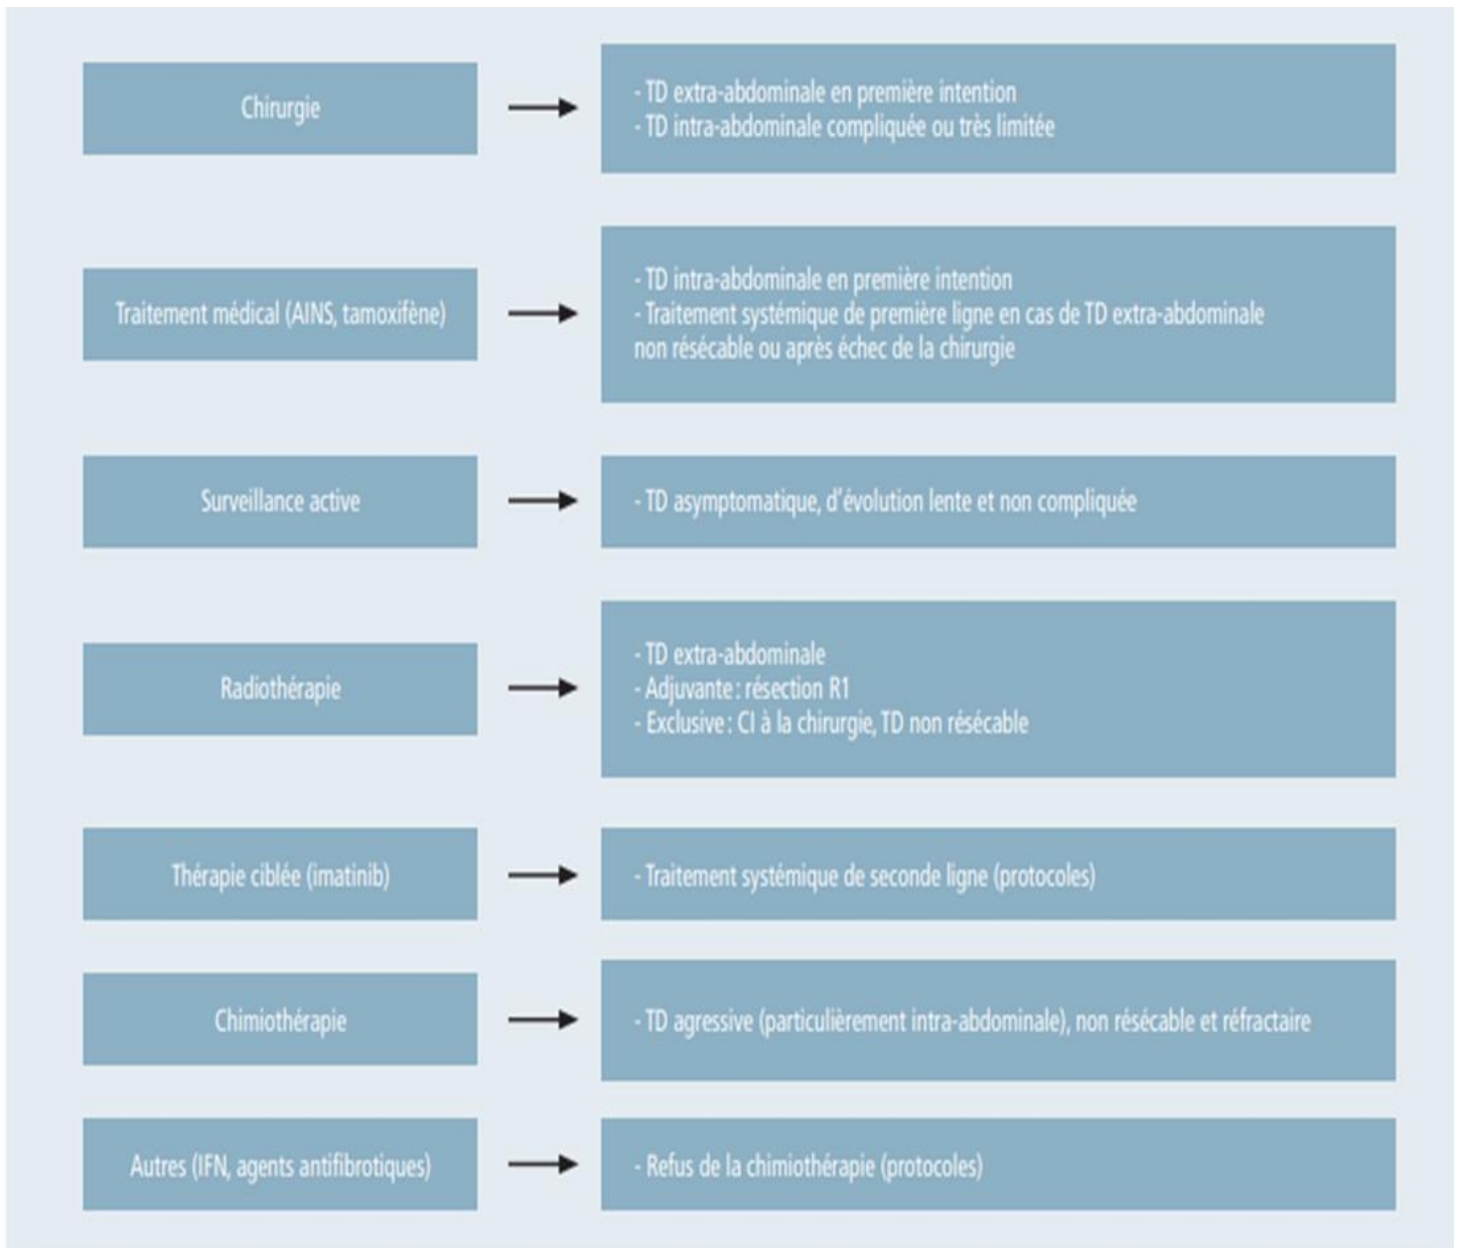 Chirurgie
- TD extra-abdominale en première intention
- TD intra-abdominale compliquée ou très limitée
Traitement médical (AINS, tamoxifène)
- TD intra-abdominale en première intention
- Traitement systémique de première ligne en cas de TD extra-abdominale
non résécable ou après échec de la chirurgie
Surveillance active
- TD asymptomatique, d'évolution lente et non compliquée
Radiothérapie
- TD extra-abdominale
- Adjuvante : résection R1
- Exclusive : CI à la chirurgie, TD non résécable
Thérapie ciblée (imatinib)
- Traitement systémique de seconde ligne (protocoles)
Chimiothérapie
- TD agressive (particulièrement intra-abdominale), non résécable et réfractaire
Autres (IFN, agents antifibrotiques)
- Refus de la chimiothérapie (protocoles)